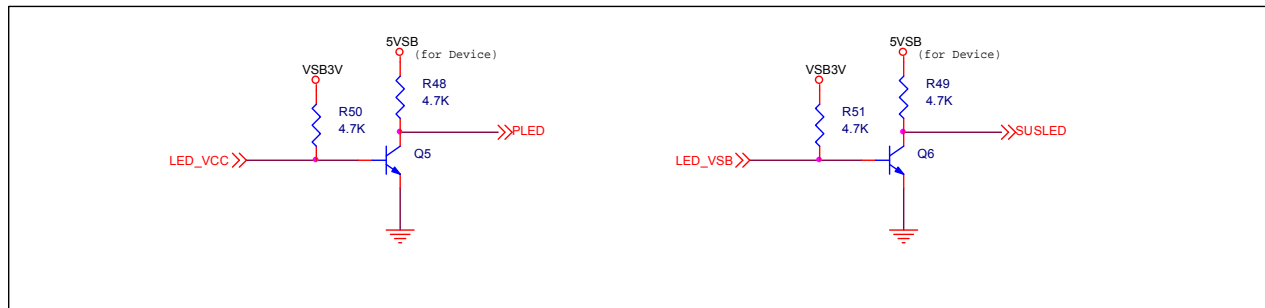 5VSB
(for Device)
VSB3V
R48
4.7K
R50
4.7K
PLED
LED_VCC
Q5
5VSB
(for Device)
VSB3V
R49
4.7K
R51
4.7K
SUSLED
LED_VSB
Q6